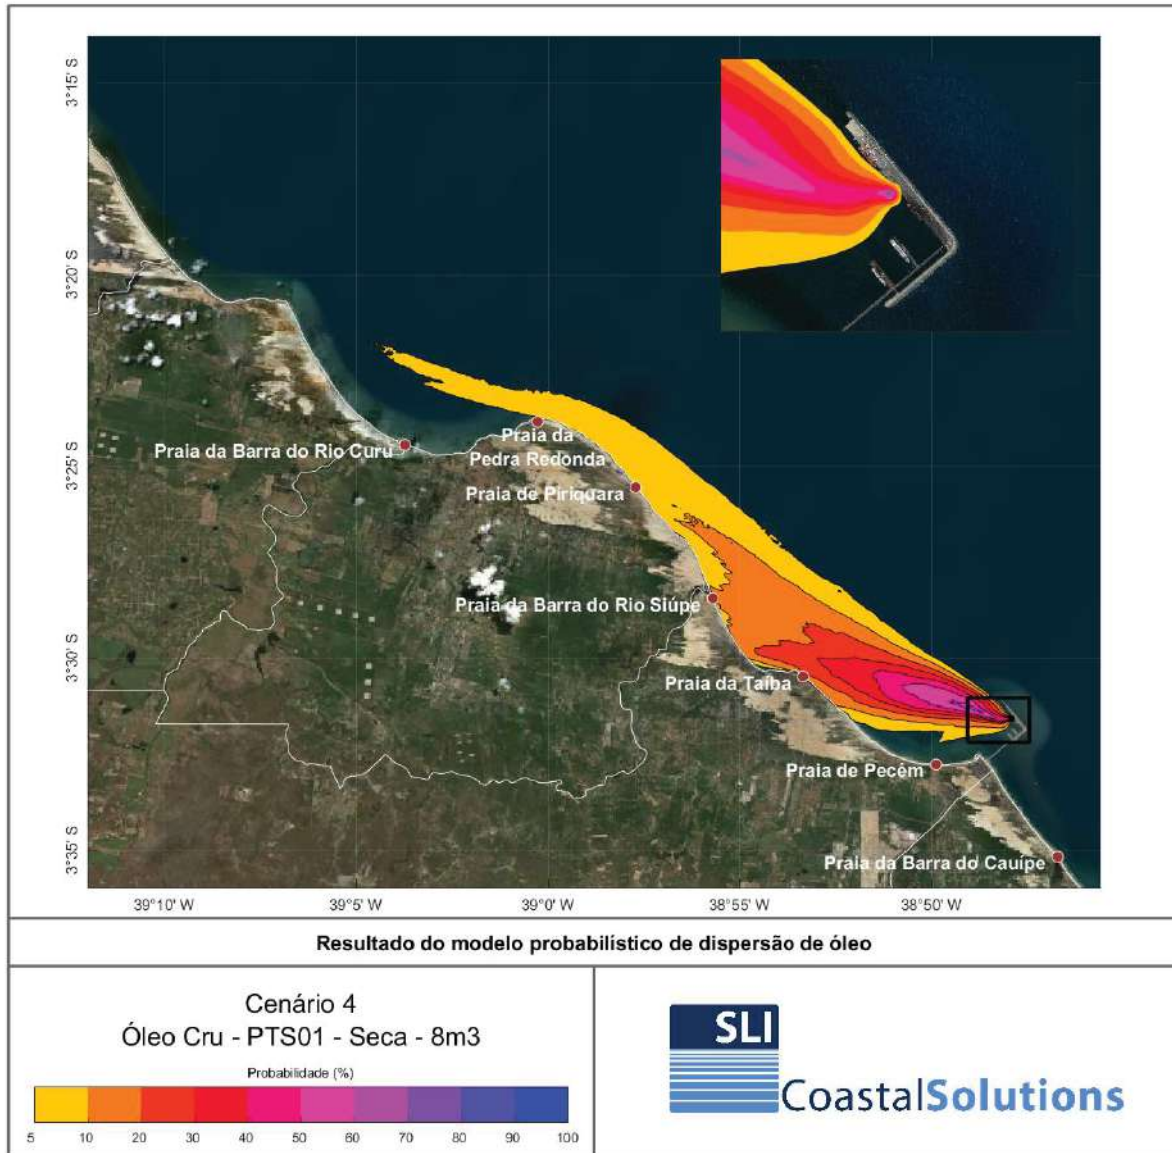 3°15' S
3°20' S
3°25' S
3°30' S
3°35' S
Praia da Barra do Rio Curu
Praia da
Pedra Redonda
Praia de Piriquara
Praia da Barra do Rio Siúpe
Praia da Taíba
Praia de Pecém
Praia da Barra do Cauípe
39°10' W
39°5' W
39°0' W
38°55' W
38°50' W
Resultado do modelo probabilístico de dispersão de óleo
Cenário 4
Óleo Cru - PTS01 - Seca - 8m3
Probabilidade (%)
5 10 20 30 40 50 60 70 80 90 100
SLI
CoastalSolutions